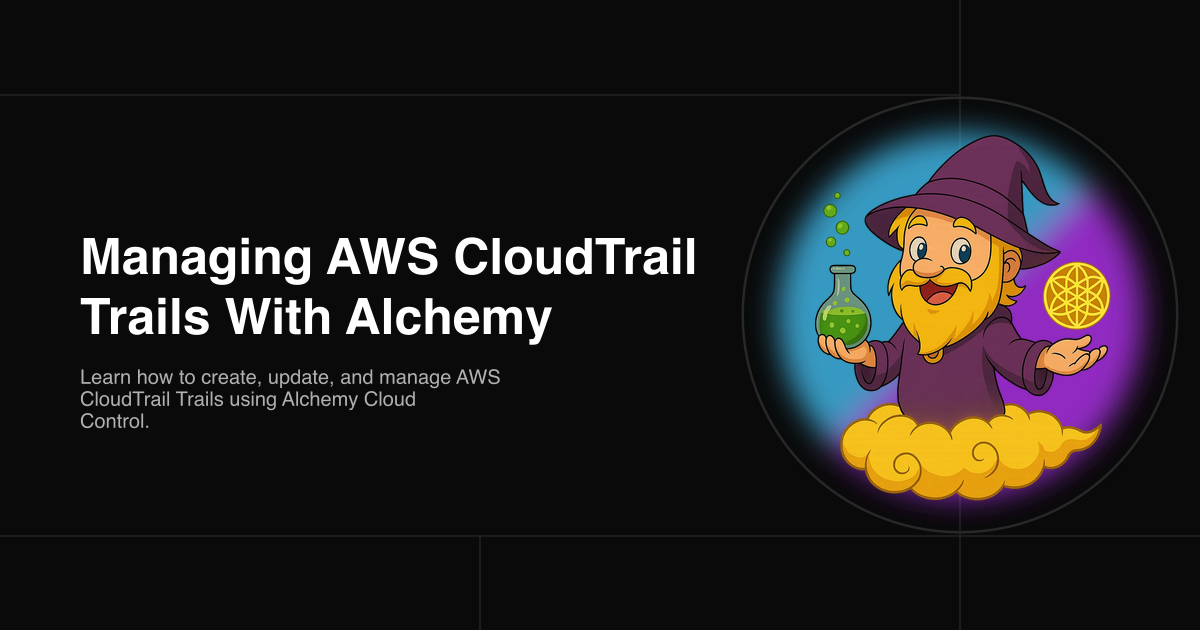 Managing AWS CloudTrail
Trails With Alchemy
Learn how to create, update, and manage AWS
CloudTrail Trails using Alchemy Cloud
Control.